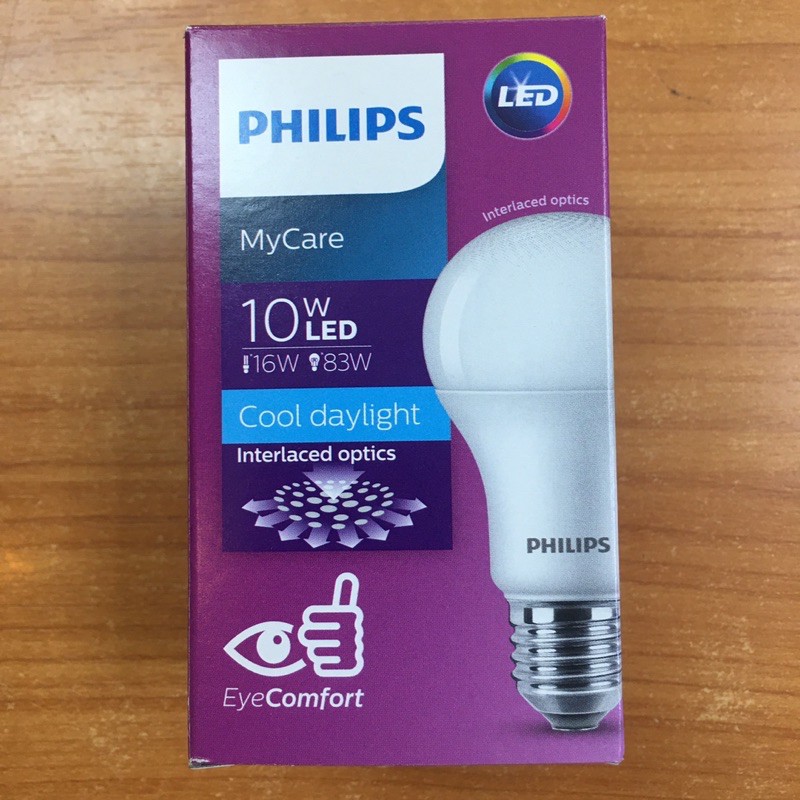 PHILIPS
LED
Interlaced optics
MyCare
10W
LED
16W 83W
Cool daylight
Interlaced optics
PHILIPS
EyeComfort